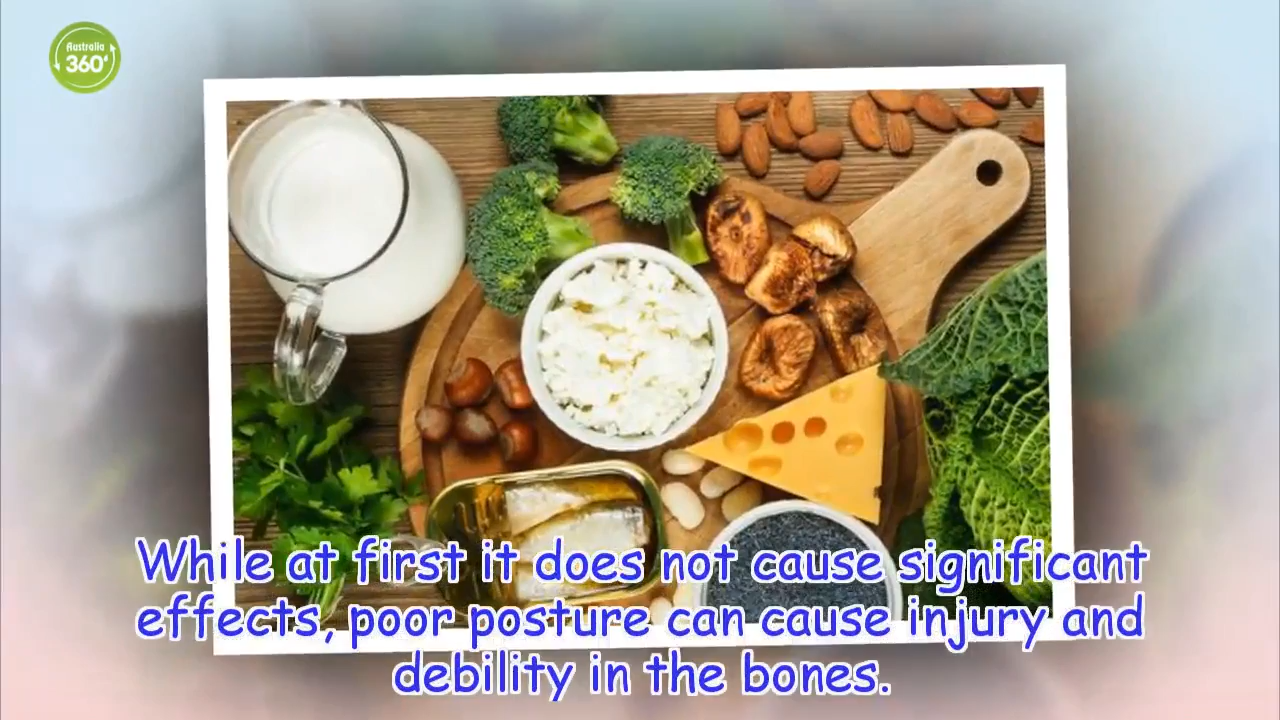 Australia
360°
While at first it does not cause significant
effects, poor posture can cause injury and
debility in the bones.